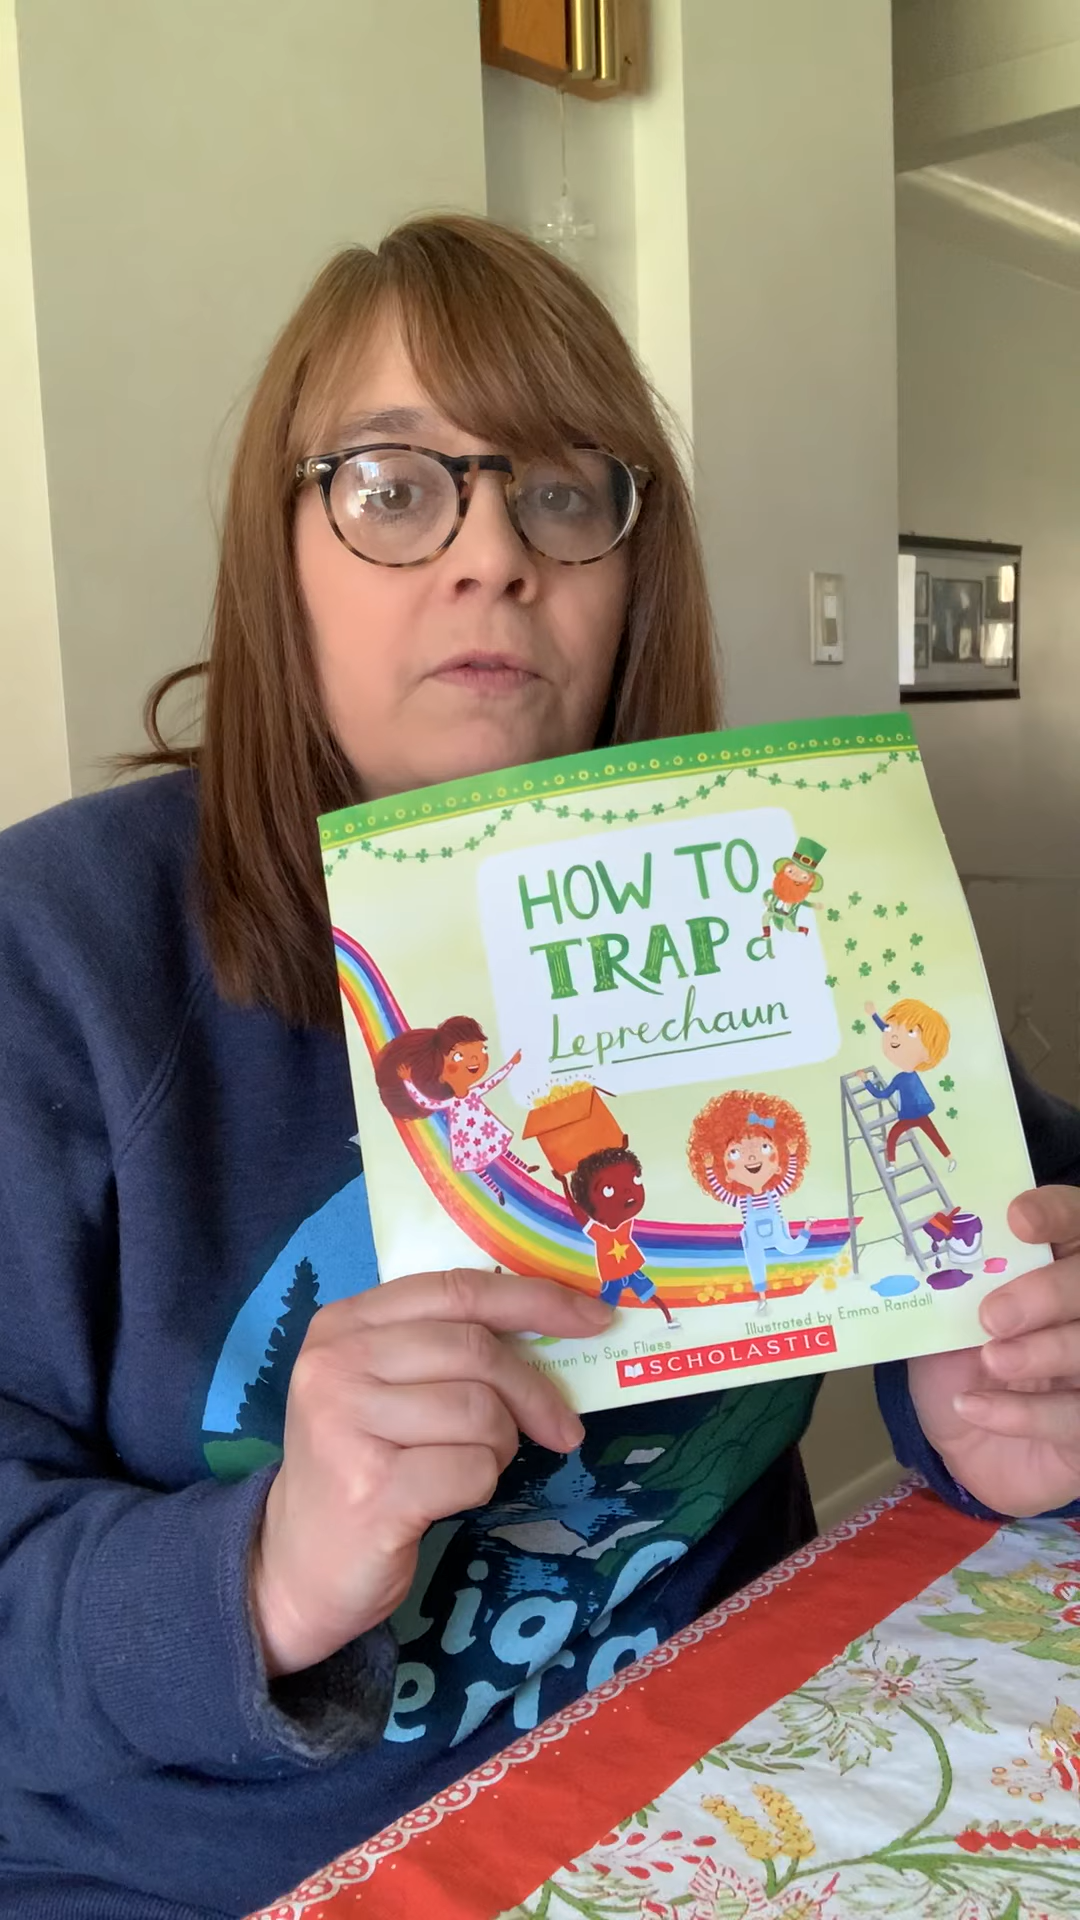 HOW TO
TRAP a
Leprechaun
Written by Sue Fliess
Illustrated by Emma Randall
SCHOLASTIC